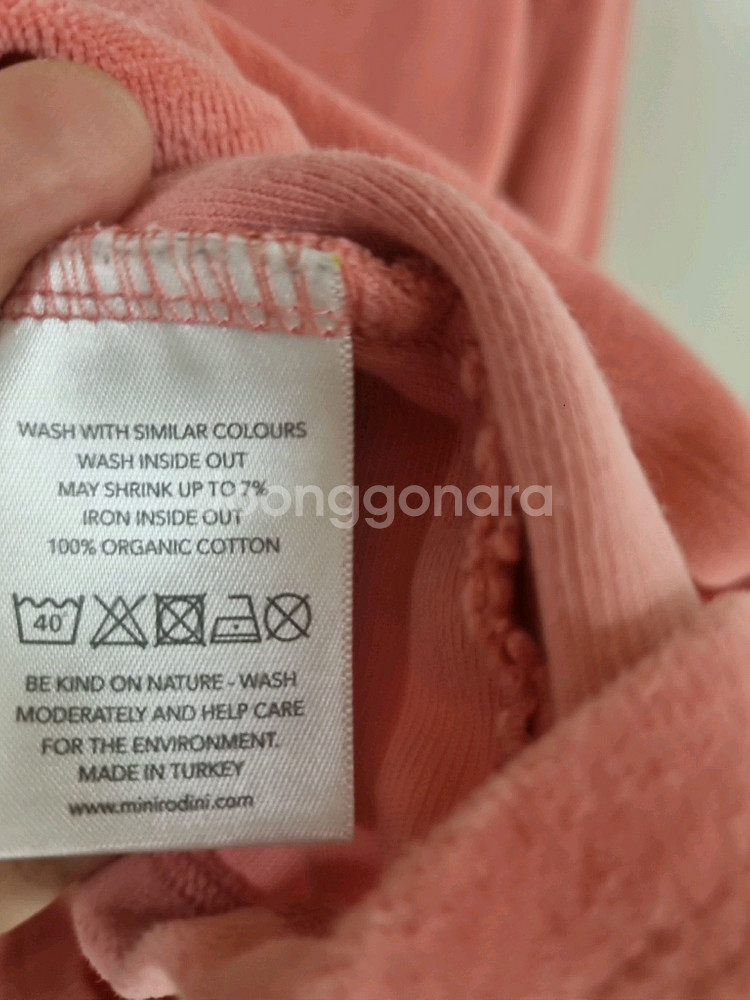 WASH WITH SIMILAR COLOURS
WASH INSIDE OUT
MAY SHRINK UP TO 7%
joonggonara
IRON INSIDE OUT
100% ORGANIC COTTON
40
BE KIND ON NATURE - WASH
MODERATELY AND HELP CARE
FOR THE ENVIRONMENT.
MADE IN TURKEY
www.minirodini.com